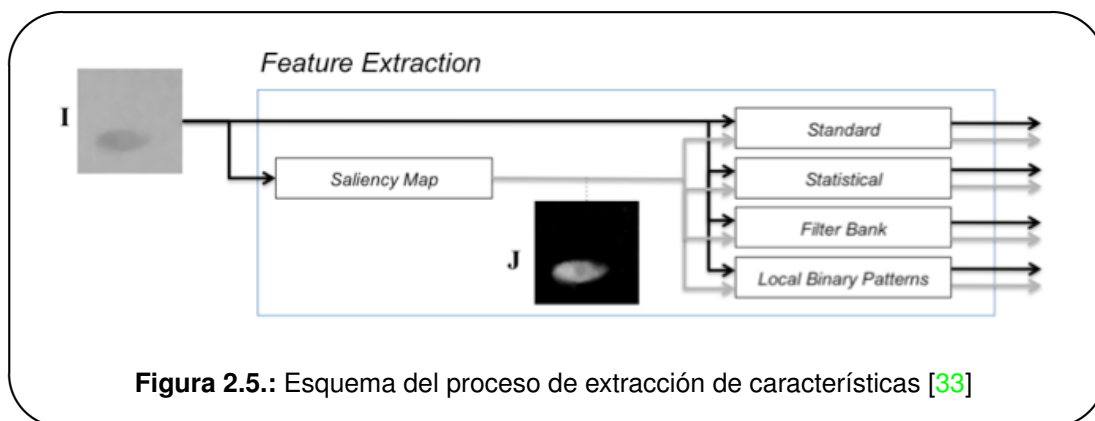 Feature Extraction
I
Standard
Saliency Map
Statistical
Filter Bank
J
Local Binary Patterns
Figura 2.5.: Esquema del proceso de extracción de características [33]